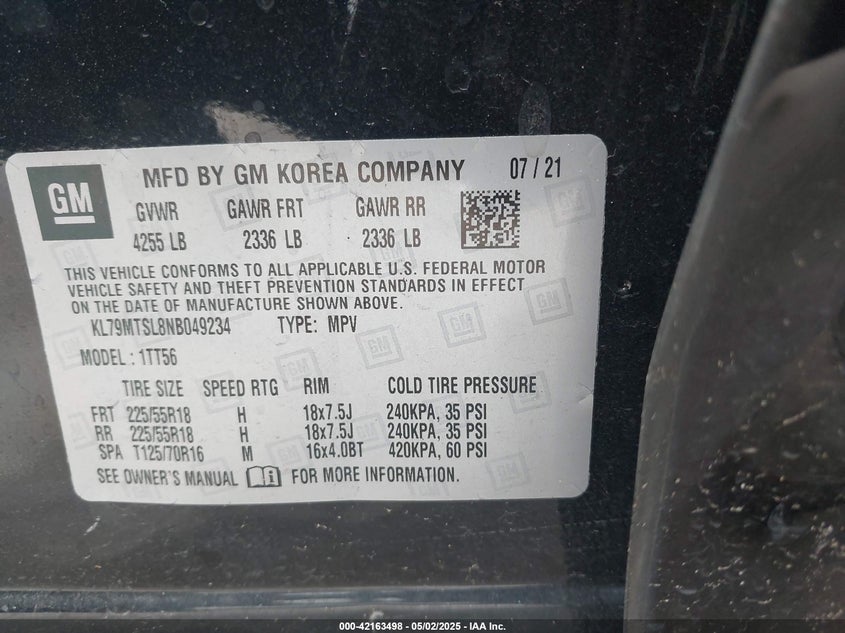 GM
MFD BY GM KOREA COMPANY 07/21
GVWR GAWR FRT GAWR RR
4255 LB 2336 LB 2336 LB
THIS VEHICLE CONFORMS TO ALL APPLICABLE U.S. FEDERAL MOTOR
VEHICLE SAFETY AND THEFT PREVENTION STANDARDS IN EFFECT
ON THE DATE OF MANUFACTURE SHOWN ABOVE.
KL79MTSL8NB049234 TYPE: MPV
MODEL: 1TT56
TIRE SIZE SPEED RTG RIM COLD TIRE PRESSURE
FRT 225/55R18 H 18x7.5J 240KPA, 35 PSI
RR 225/55R18 H 18x7.5J 240KPA, 35 PSI
SPA T125/70R16 M 16x4.0BT 420KPA, 60 PSI
SEE OWNER'S MANUAL i FOR MORE INFORMATION.
000-42163498 - 05/02/2025 - IAA Inc.